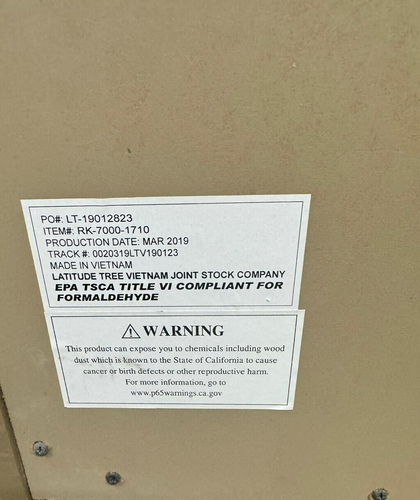 PO#: LT-19012823
ITEM#: RK-7000-1710
PRODUCTION DATE: MAR 2019
TRACK #: 0020319LTV190123
MADE IN VIETNAM
LATITUDE TREE VIETNAM JOINT STOCK COMPANY
EPA TSCA TITLE VI COMPLIANT FOR
FORMALDEHYDE
⚠ WARNING
This product can expose you to chemicals including wood
dust which is known to the State of California to cause
cancer or birth defects or other reproductive harm.
For more information, go to
www.p65warnings.ca.gov